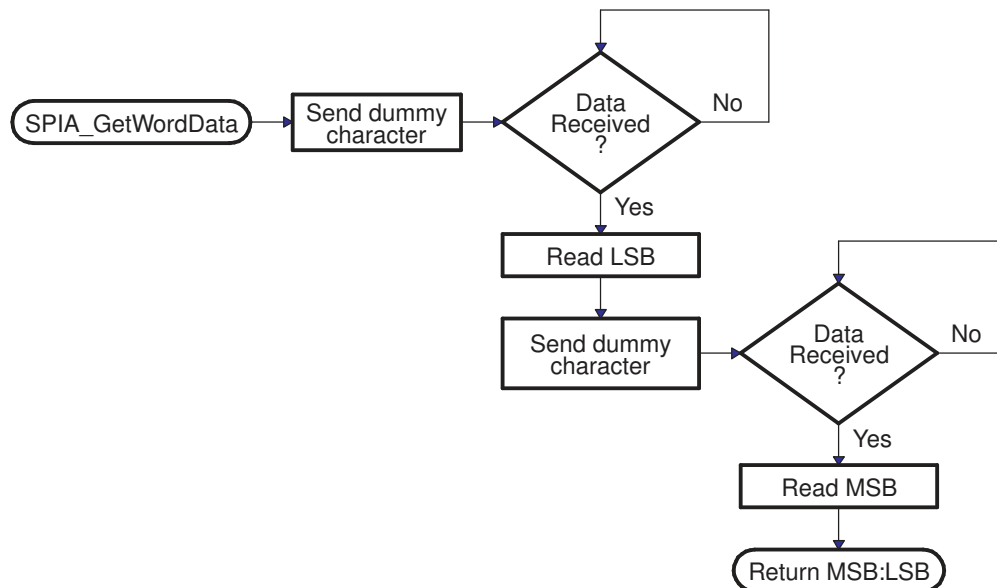 SPIA_GetWordData
Send dummy
character
Data
Received
?
No
Yes
Read LSB
Send dummy
character
Data
Received
?
No
Yes
Read MSB
Return MSB:LSB